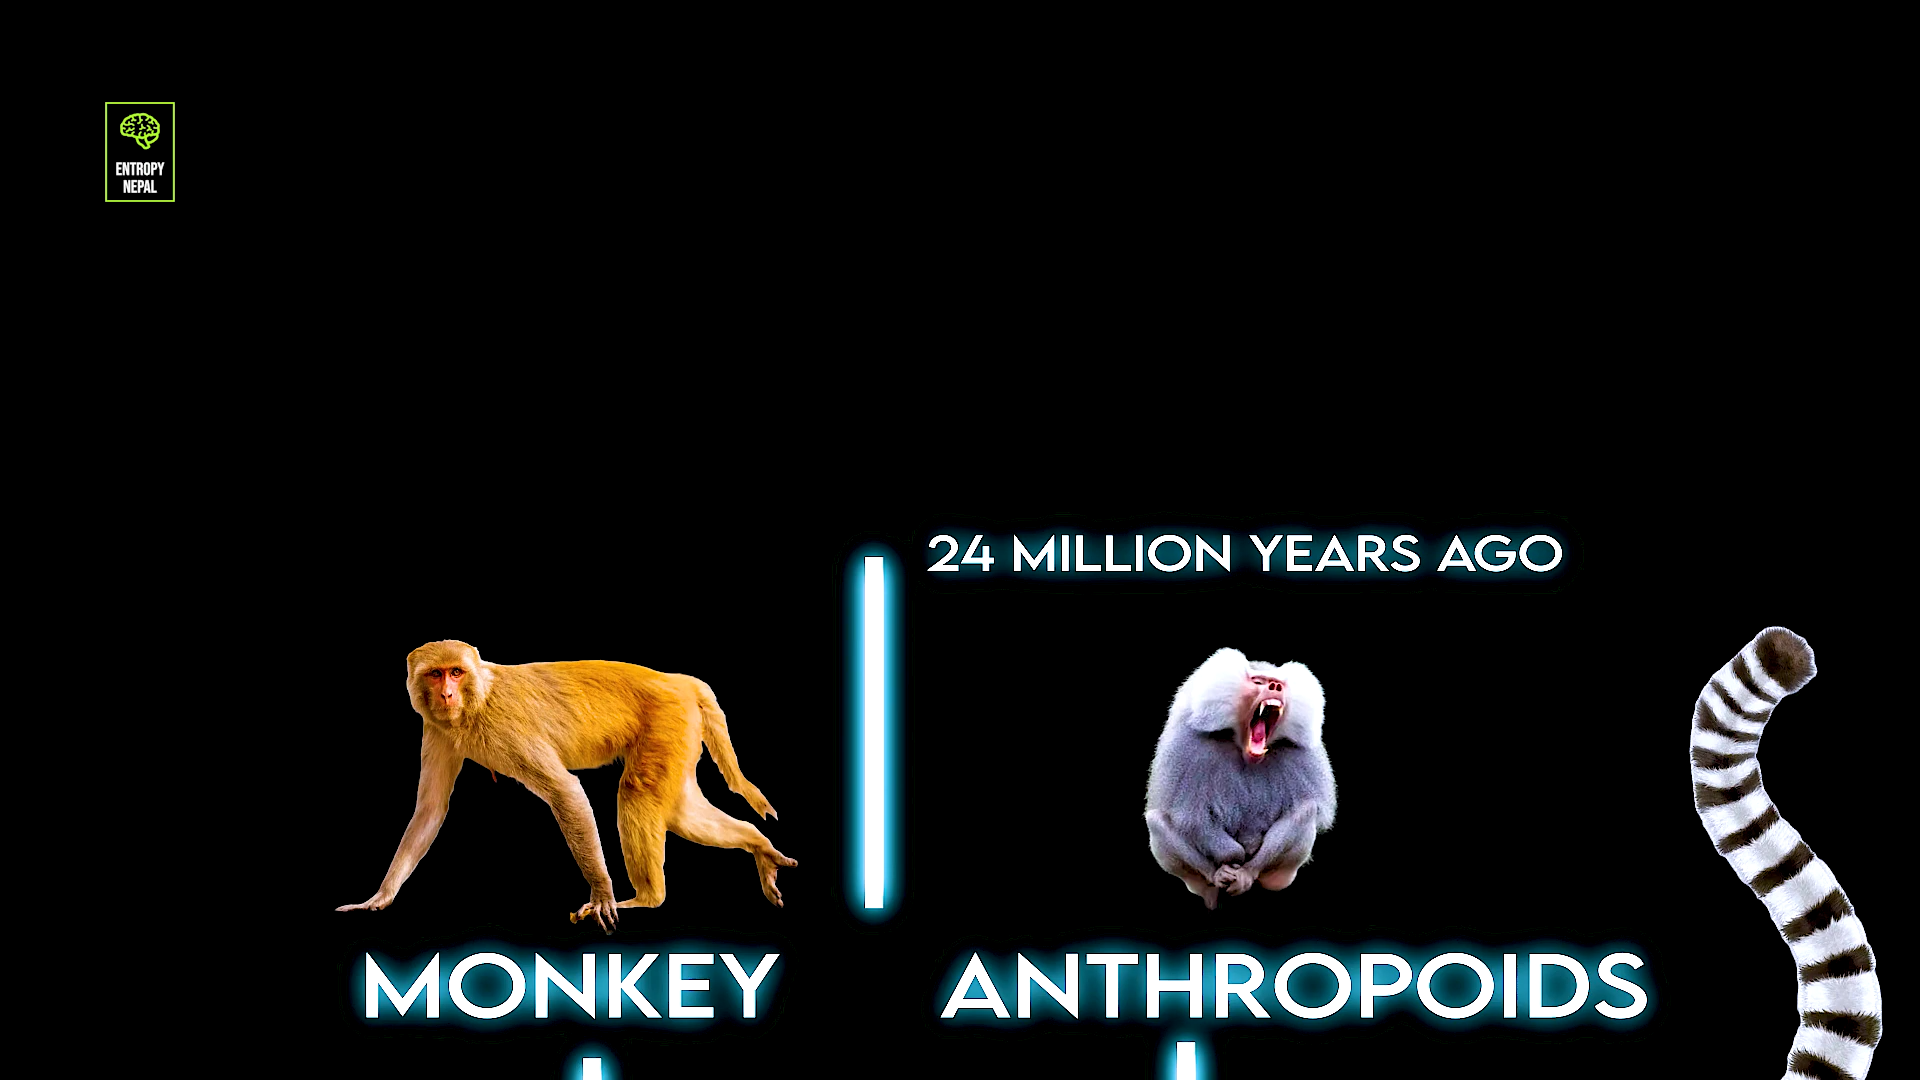 ENTROPY
NEPAL
24 MILLION YEARS AGO
MONKEY
ANTHROPOIDS